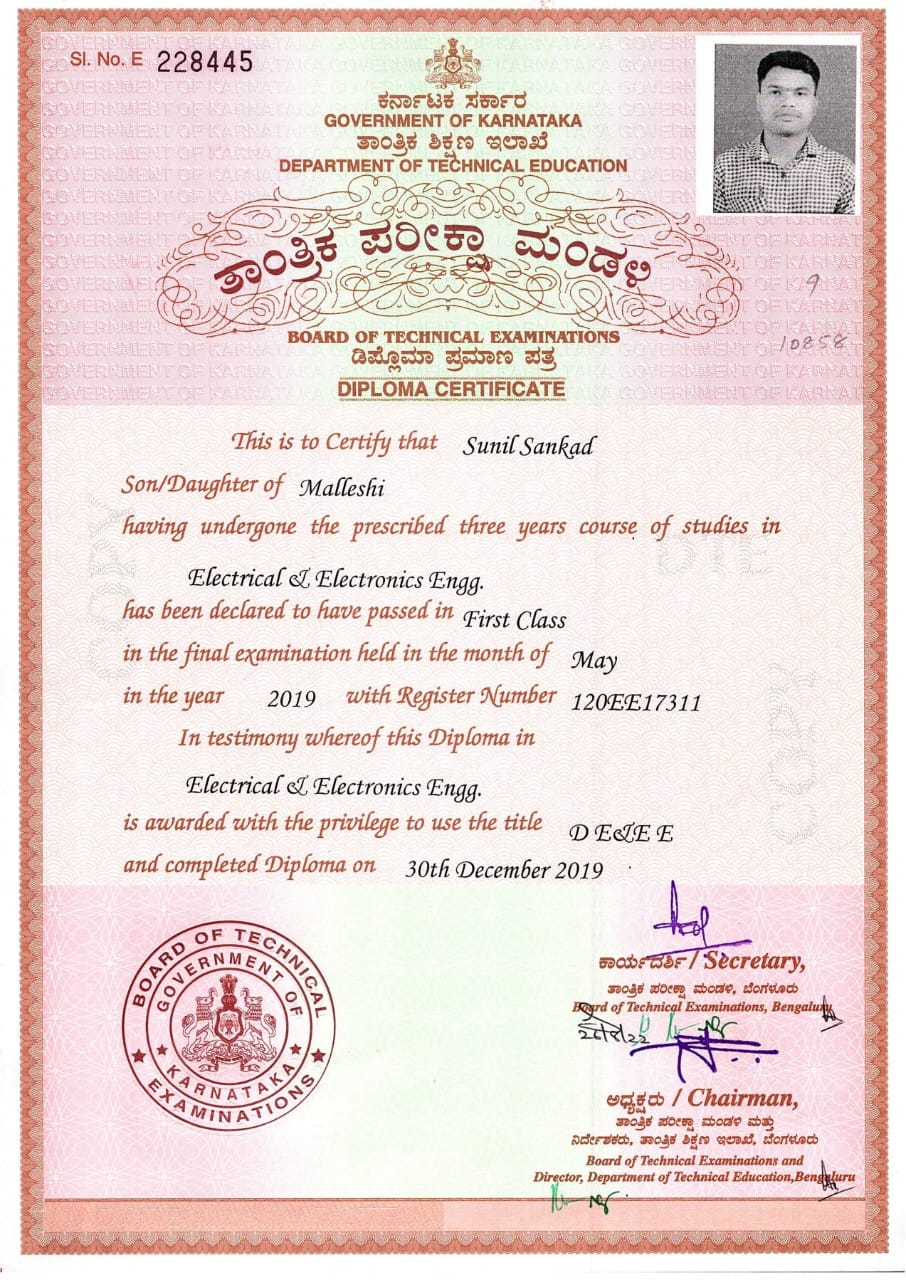 Sl. No. E 228445
ಕರ್ನಾಟಕ ಸರ್ಕಾರ
GOVERNMENT OF KARNATAKA
ತಾಂತ್ರಿಕ ಶಿಕ್ಷಣ ಇಲಾಖೆ
DEPARTMENT OF TECHNICAL EDUCATION
ತಾಂತ್ರಿಕ ಪರೀಕ್ಷಾ ಮಂಡಳಿ
9
BOARD OF TECHNICAL EXAMINATIONS
10858
ಡಿಪ್ಲೊಮಾ ಪ್ರಮಾಣ ಪತ್ರ
DIPLOMA CERTIFICATE
This is to Certify that Sunil Sankad
Son/Daughter of Malleshi
having undergone the prescribed three years course of studies in
Electrical & Electronics Engg.
has been declared to have passed in First Class
in the final examination held in the month of May
in the year 2019 with Register Number 120EE17311
In testimony whereof this Diploma in
Electrical & Electronics Engg.
is awarded with the privilege to use the title D E&E E
and completed Diploma on 30th December 2019
BOARD OF TECHNICAL EXAMINATIONS
GOVERNMENT OF KARNATAKA
ಕಾರ್ಯದರ್ಶಿ / Secretary,
ತಾಂತ್ರಿಕ ಪರೀಕ್ಷಾ ಮಂಡಳಿ, ಬೆಂಗಳೂರು
Board of Technical Examinations, Bengaluru
ಅಧ್ಯಕ್ಷರು / Chairman,
ತಾಂತ್ರಿಕ ಪರೀಕ್ಷಾ ಮಂಡಳಿ ಮತ್ತು
ನಿರ್ದೇಶಕರು, ತಾಂತ್ರಿಕ ಶಿಕ್ಷಣ ಇಲಾಖೆ, ಬೆಂಗಳೂರು
Board of Technical Examinations and
Director, Department of Technical Education, Bengaluru